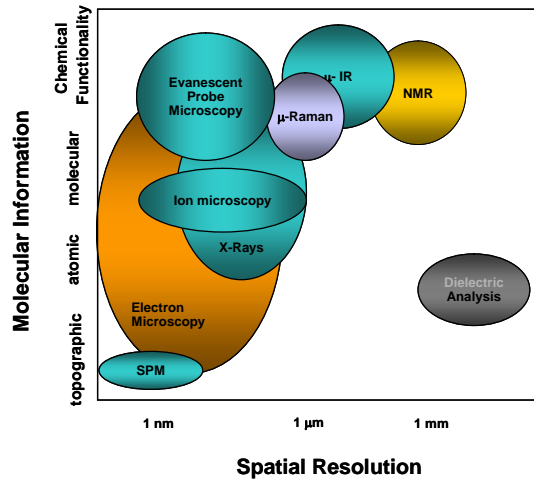 Chemical
Functionality
molecular
atomic
topographic
Molecular Information
Evanescent
Probe
Microscopy
μ- IR
NMR
μ-Raman
Ion microscopy
X-Rays
Electron
Microscopy
Dielectric
Analysis
SPM
1 nm
1 μm
1 mm
Spatial Resolution